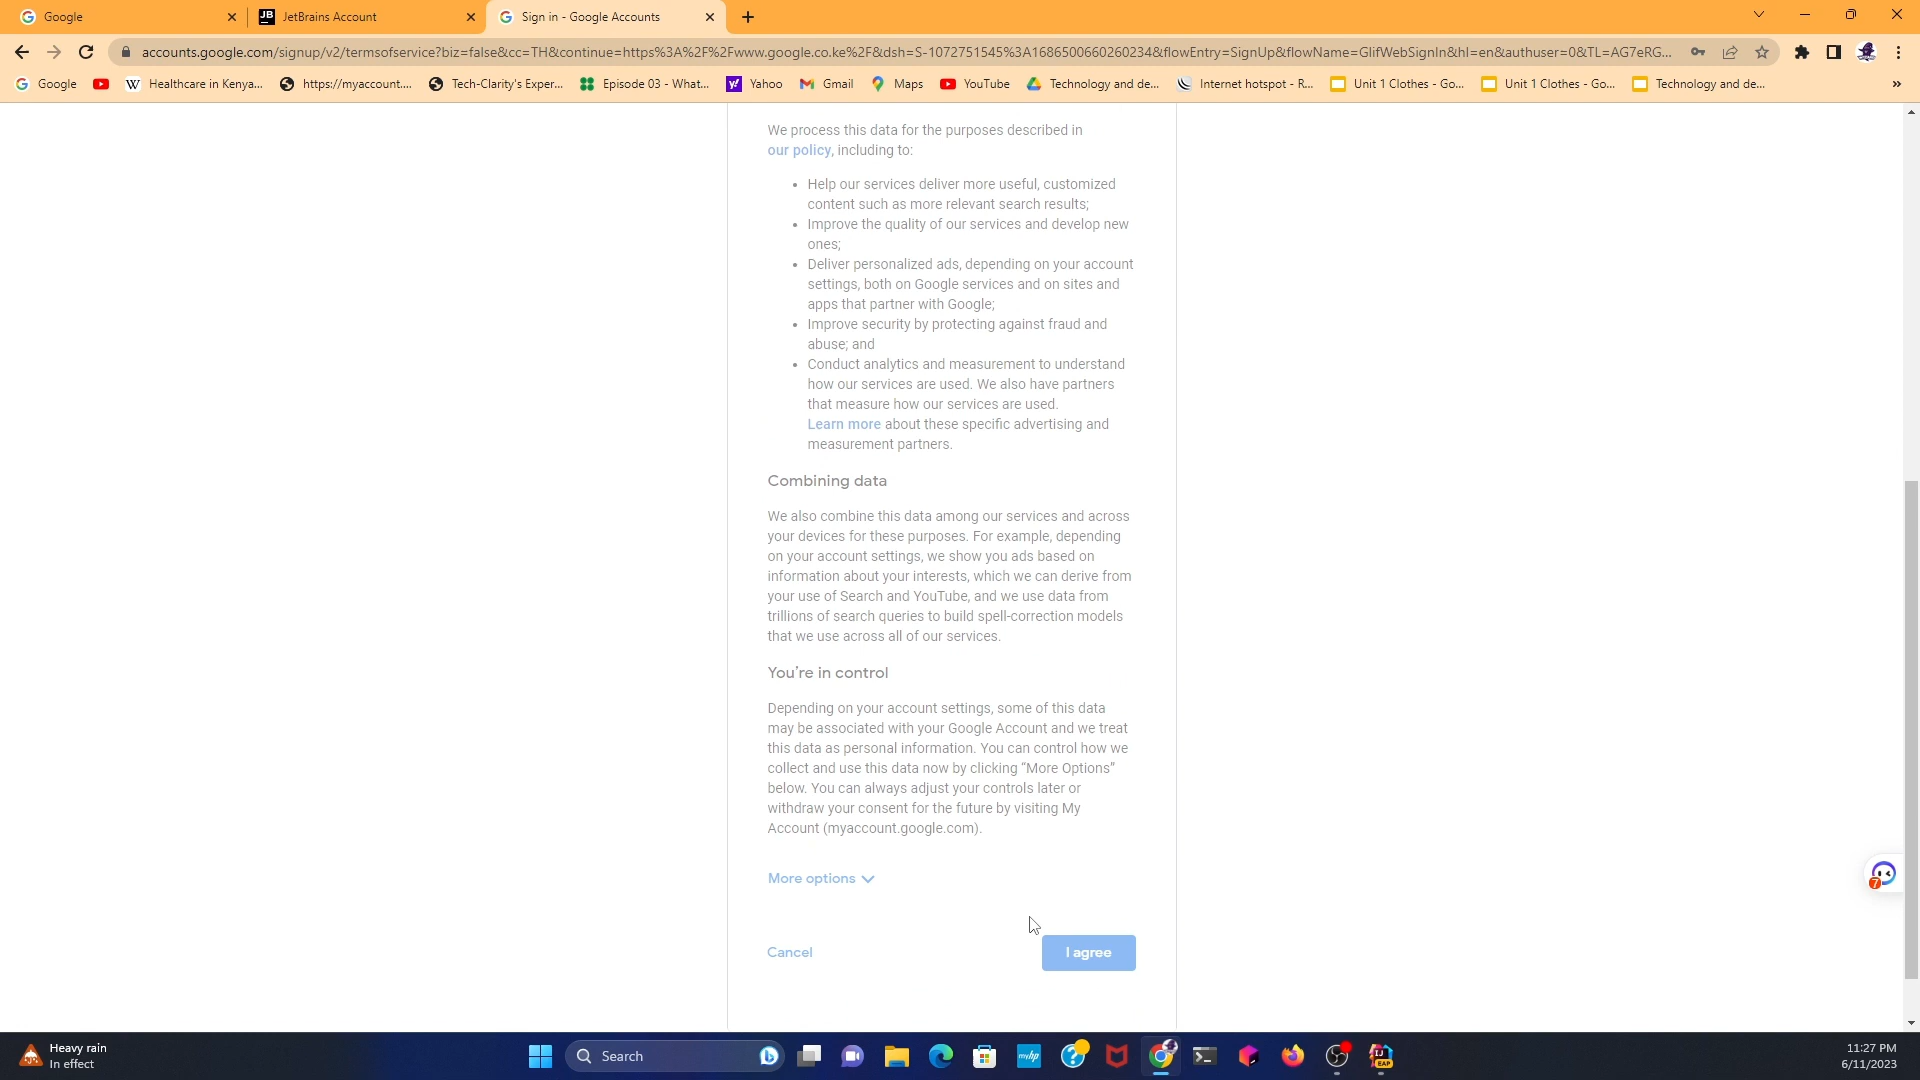 Google
JB JetBrains Account
Sign in - Google Accounts
accounts.google.com/signup/v2/termsofservice?biz=false&cc=TH&continue=https%3A%2F%2Fwww.google.co.ke%2F&dsh=S-1072751545%3A1686500660260234&flowEntry=SignUp&flowName=GlifWebSignIn&hl=en&authuser=0&TL=AG7eRG...
Google
W Healthcare in Kenya...
https://myaccount....
Tech-Clarity's Exper...
Episode 03 - What...
y! Yahoo
Gmail
Maps
YouTube
Technology and de...
Internet hotspot - R...
Unit 1 Clothes - Go...
Unit 1 Clothes - Go...
Technology and de...
»
We process this data for the purposes described in
our policy, including to:
• Help our services deliver more useful, customized
content such as more relevant search results;
• Improve the quality of our services and develop new
ones;
• Deliver personalized ads, depending on your account
settings, both on Google services and on sites and
apps that partner with Google;
• Improve security by protecting against fraud and
abuse; and
• Conduct analytics and measurement to understand
how our services are used. We also have partners
that measure how our services are used.
Learn more about these specific advertising and
measurement partners.
Combining data
We also combine this data among our services and across
your devices for these purposes. For example, depending
on your account settings, we show you ads based on
information about your interests, which we can derive from
your use of Search and YouTube, and we use data from
trillions of search queries to build spell-correction models
that we use across all of our services.
You're in control
Depending on your account settings, some of this data
may be associated with your Google Account and we treat
this data as personal information. You can control how we
collect and use this data now by clicking “More Options”
below. You can always adjust your controls later or
withdraw your consent for the future by visiting My
Account (myaccount.google.com).
More options
7
Cancel
I agree
Heavy rain
In effect
Search
myhp
?
IJ
EAP
11:27 PM
6/11/2023